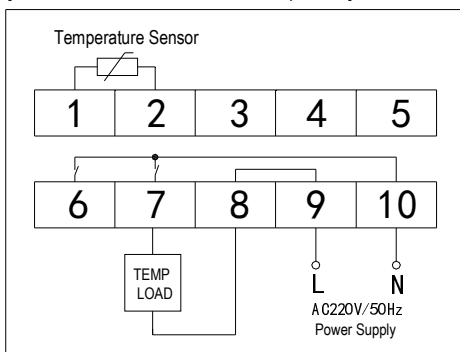 Temperature Sensor
1 2 3 4 5
6 7 8 9 10
TEMP
LOAD
L N
AC220V/50Hz
Power Supply